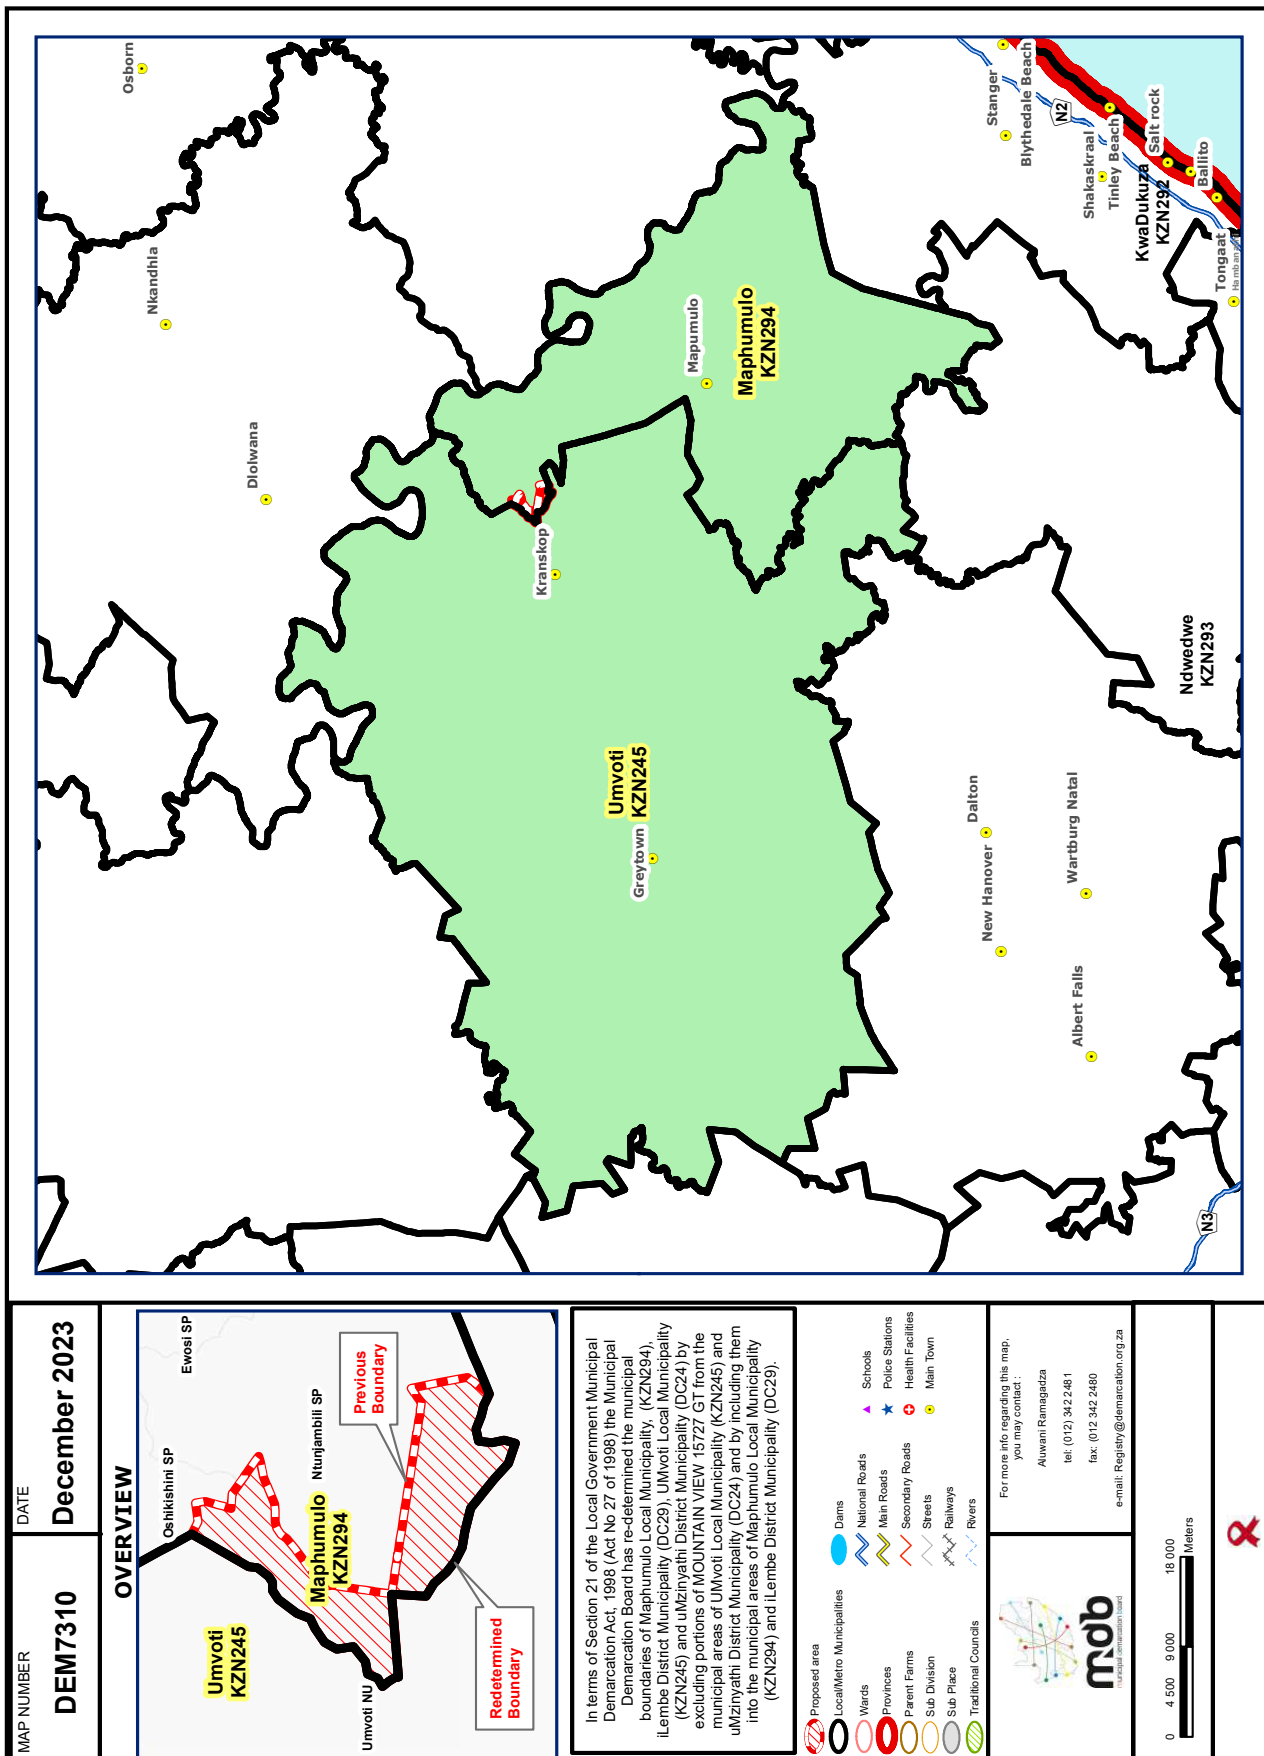 MAP NUMBER
DEM7310
DATE
December 2023
OVERVIEW
Umvoti
KZN245
Oshikishini SP
Ewosi SP
Maphumulo
KZN294
Ntunjambili SP
Previous
Boundary
Redetermined
Boundary
Umvoti NU
In terms of Section 21 of the Local Government Municipal
Demarcation Act, 1998 (Act No 27 of 1998) the Municipal
Demarcation Board has re-determined the municipal
boundaries of Maphumulo Local Municipality, (KZN294),
iLembe District Municipality (DC29), UMvoti Local Municipality
(KZN245) and uMzinyathi District Municipality (DC24) by
excluding portions of MOUNTAIN VIEW 15727 GT from the
municipal areas of UMvoti Local Municipality (KZN245) and
uMzinyathi District Municipality (DC24) and by including them
into the municipal areas of Maphumulo Local Municipality
(KZN294) and iLembe District Municipality (DC29).
Proposed area
Local/Metro Municipalities
Wards
Provinces
Parent Farms
Sub Division
Sub Place
Traditional Councils
Dams
National Roads
Main Roads
Secondary Roads
Streets
Railways
Rivers
Schools
Police Stations
Health Facilities
Main Town
mdb
municipal demarcation board
For more info regarding this map,
you may contact :
Aluwani Ramagadza
tel: (012) 342 2481
fax: (012 342 2480
e-mail: Registry@demarcation.org.za
0 4 500 9 000 18 000
Meters
Osborn
Nkandhla
Dlolwana
Kranskop
Mapumulo
Maphumulo
KZN294
Umvoti
KZN245
Greytown
Stanger
Blythedale Beach
N2
Shakaskraal
Tinley Beach
Salt rock
KwaDukuza
KZN292
Ballito
Tongaat
Ndwedwe
KZN293
Dalton
New Hanover
Wartburg Natal
Albert Falls
N3